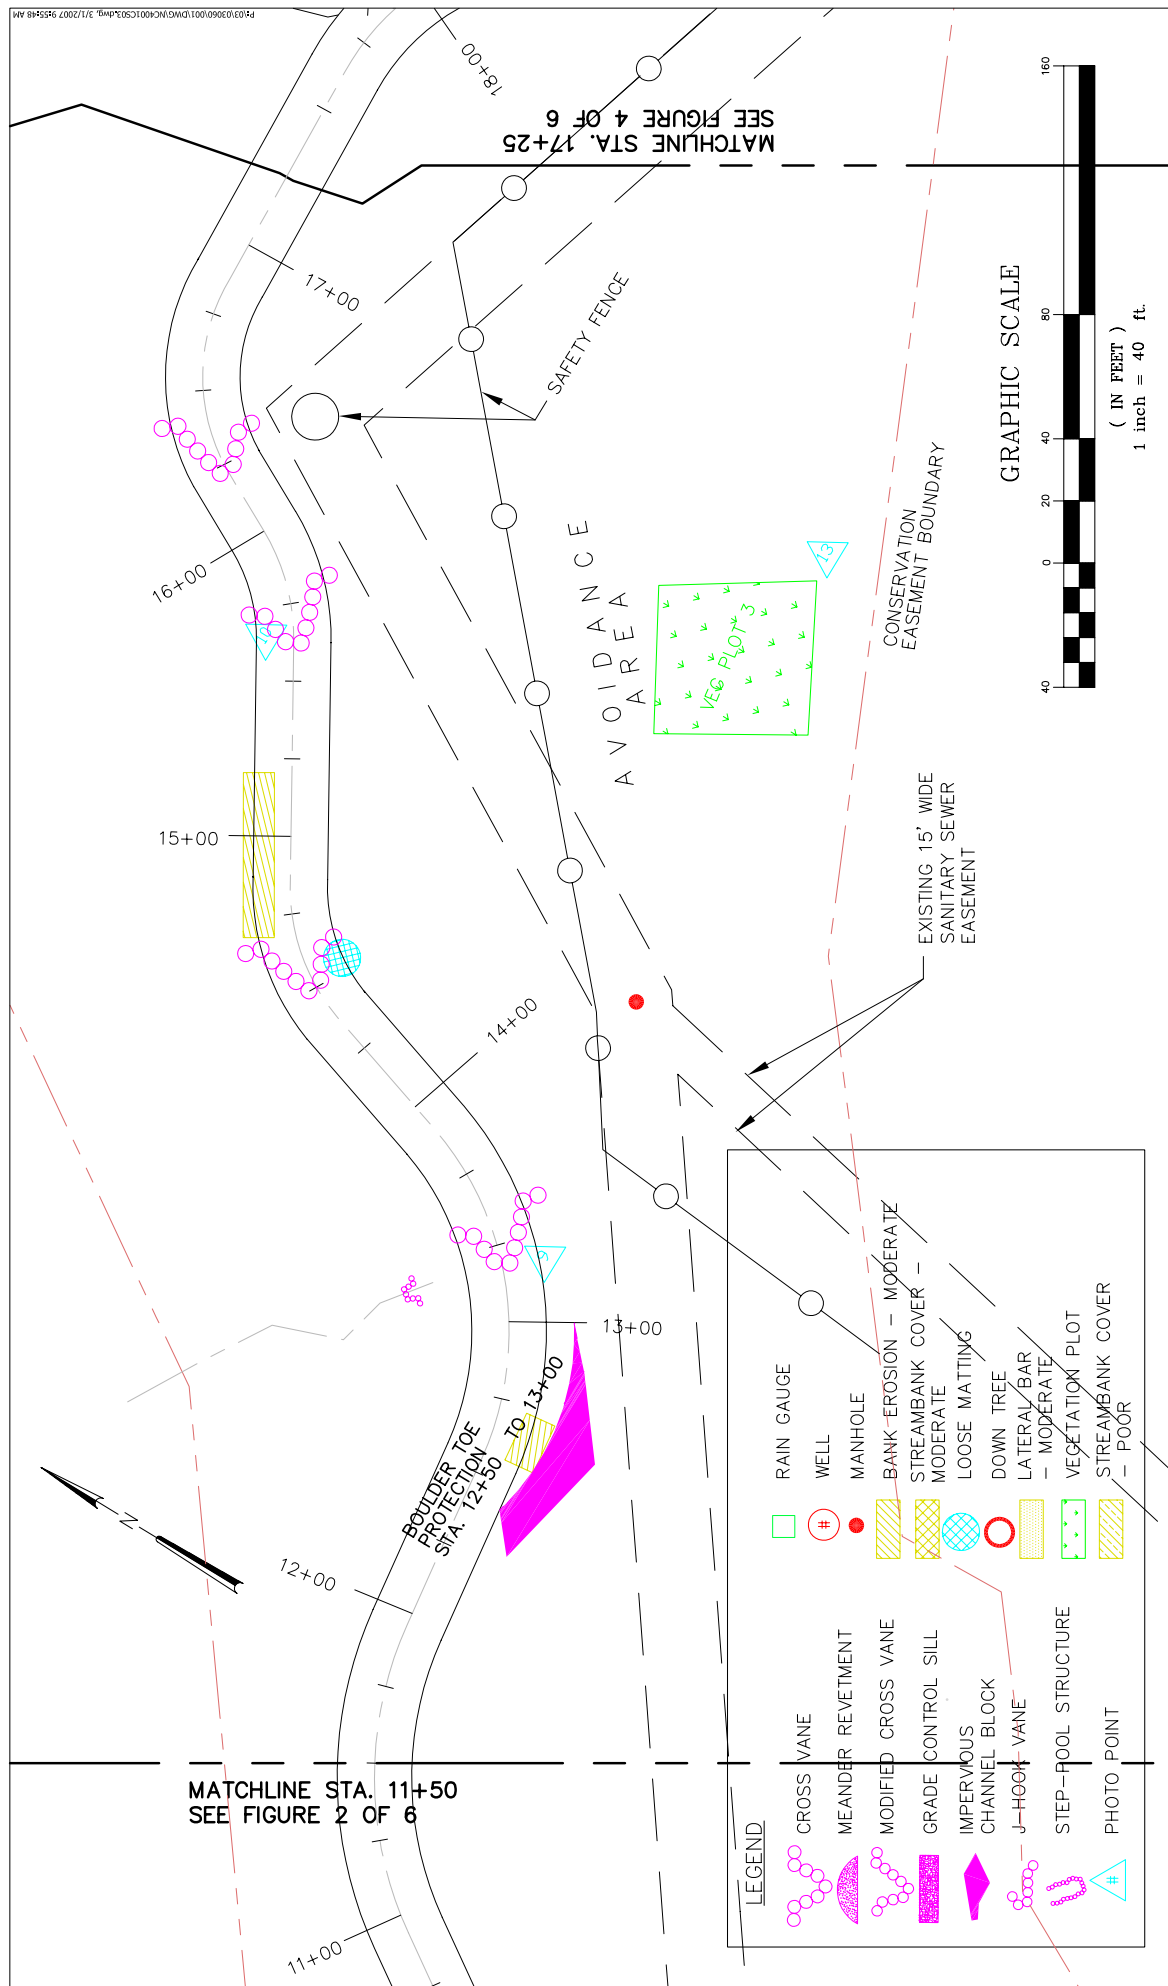 P:\03\03060\001\DWG\NC4001CS03.dwg, 3/1/2007 9:55:48 AM
18+00
MATCHLINE STA. 17+25
SEE FIGURE 4 OF 6
17+00
SAFETY FENCE
16+00
10
15+00
14+00
AVOIDANCE
AREA
VEG PLOT 3
13
CONSERVATION
EASEMENT BOUNDARY
GRAPHIC SCALE
40
0
20
40
80
160
( IN FEET )
1 inch = 40 ft.
EXISTING 15' WIDE
SANITARY SEWER
EASEMENT
9
13+00
BOULDER TOE
PROTECTION
STA. 12+50 TO 13+00
N
12+00
MATCHLINE STA. 11+50
SEE FIGURE 2 OF 6
11+00
LEGEND
CROSS VANE
MEANDER REVETMENT
MODIFIED CROSS VANE
GRADE CONTROL SILL
IMPERVIOUS
CHANNEL BLOCK
J-HOOK VANE
STEP-POOL STRUCTURE
#
PHOTO POINT
RAIN GAUGE
#
WELL
MANHOLE
BANK EROSION - MODERATE
STREAMBANK COVER -
MODERATE
LOOSE MATTING
DOWN TREE
LATERAL BAR
- MODERATE
VEGETATION PLOT
STREAMBANK COVER
- POOR